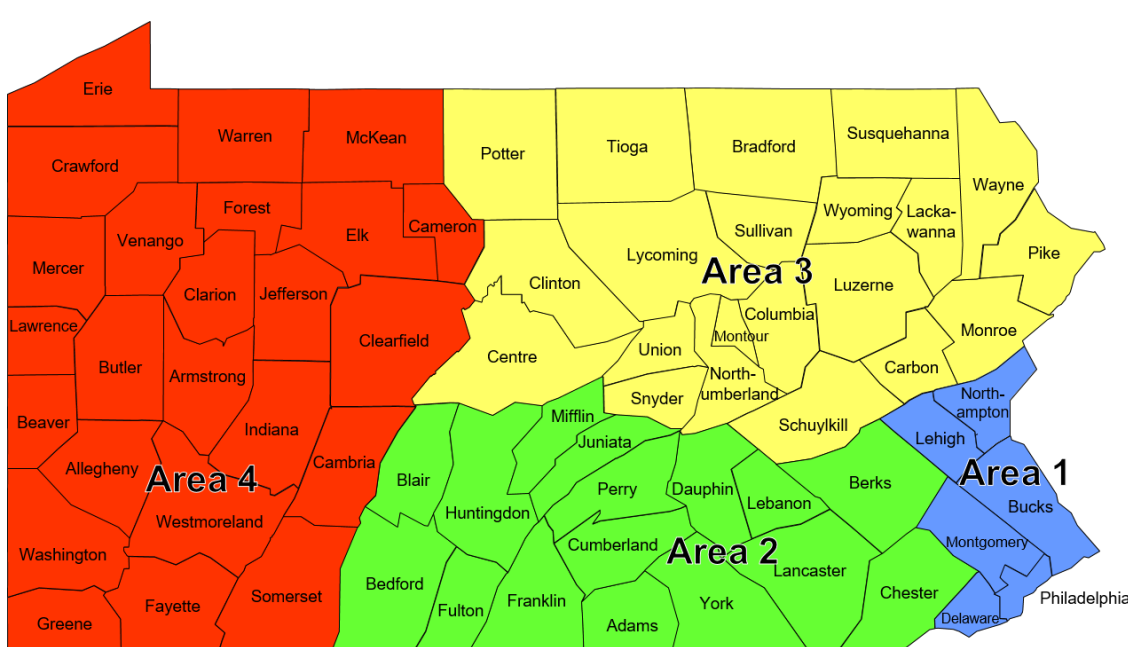 Erie
Warren
McKean
Potter
Tioga
Bradford
Susquehanna
Wayne
Crawford
Forest
Elk
Cameron
Venango
Mercer
Clarion
Jefferson
Clearfield
Lawrence
Butler
Armstrong
Beaver
Indiana
Allegheny
Area 4
Cambria
Westmoreland
Washington
Fayette
Somerset
Greene
Wyoming
Lacka-
wanna
Sullivan
Lycoming
Area 3
Pike
Clinton
Luzerne
Columbia
Montour
Monroe
Union
Centre
Carbon
North-
umberland
Snyder
Schuylkill
Mifflin
Juniata
Blair
Huntingdon
Perry
Dauphin
Lebanon
Berks
Cumberland
Area 2
Lancaster
Bedford
Fulton
Franklin
Adams
York
Chester
North-
ampton
Lehigh
Area 1
Bucks
Montgomery
Philadelphia
Delaware